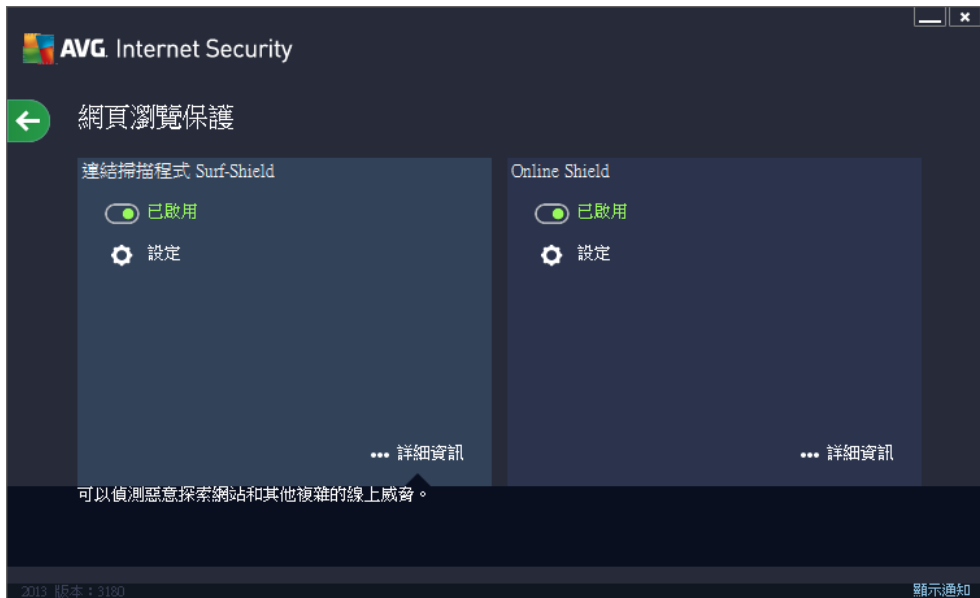 AVG. Internet Security
網頁瀏覽保護
連結掃描程式 Surf-Shield
已啟用
設定
••• 詳細資訊
Online Shield
已啟用
設定
••• 詳細資訊
可以偵測惡意探索網站和其他複雜的線上威脅。
2013 版本：3180
顯示通知